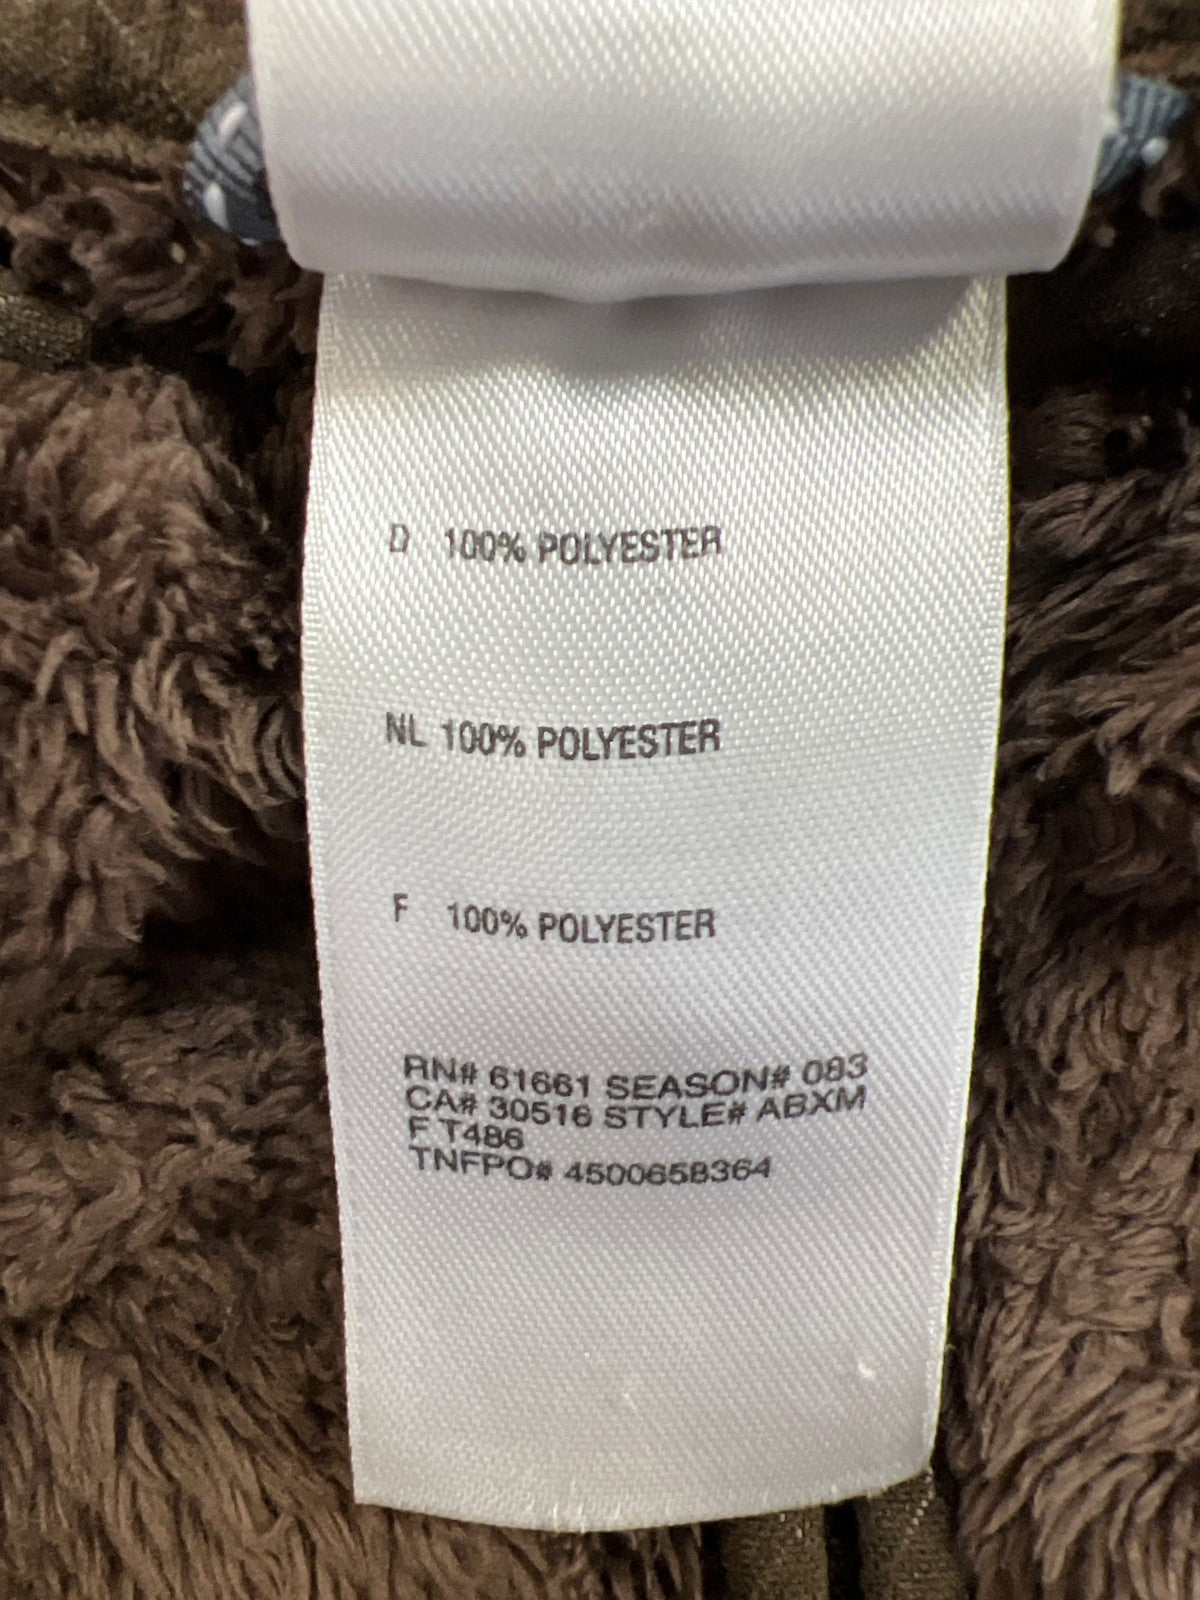 D 100% POLYESTER
NL 100% POLYESTER
F 100% POLYESTER
RN# 61661 SEASON# 083
CA# 30516 STYLE# ABXM
F T486
TNFPO# 4500658364